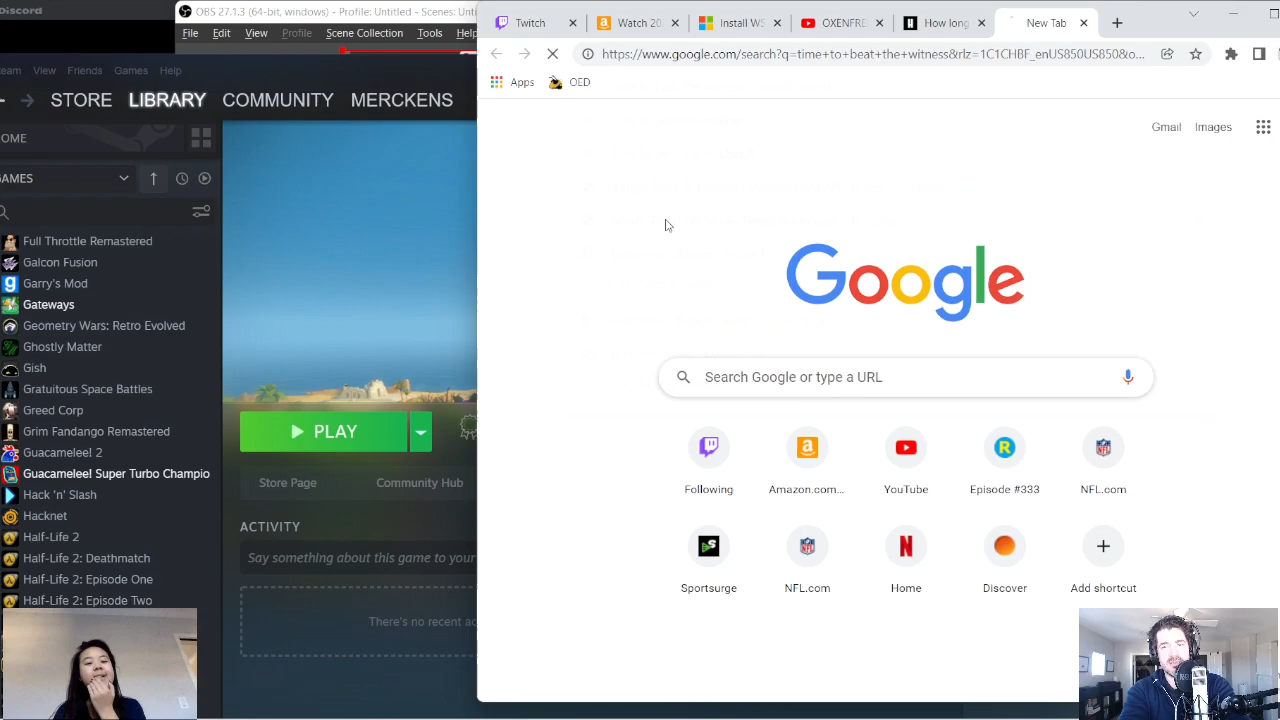 Discord
OBS 27.1.3 (64-bit, windows) - Profile: Untitled - Scenes: Unti
File Edit View Profile Scene Collection Tools Help
Twitch
Watch 20
Install WS
OXENFRE
How long
New Tab
https://www.google.com/search?q=time+to+beat+the+witness&rlz=1C1CHBF_enUS850US850&o...
Apps OED
eam View Friends Games Help
STORE LIBRARY COMMUNITY MERCKENS
OME
AMES
Gmail Images
Google
Search Google or type a URL
Following
Amazon.com...
YouTube
Episode #333
NFL.com
Sportsurge
NFL.com
Home
Discover
Add shortcut
Full Throttle Remastered
Galcon Fusion
Garry's Mod
Gateways
Geometry Wars: Retro Evolved
Ghostly Matter
Gish
Gratuitous Space Battles
Greed Corp
Grim Fandango Remastered
Guacamelee! 2
Guacamelee! Super Turbo Champio
Hack 'n' Slash
Hacknet
Half-Life 2
Half-Life 2: Deathmatch
Half-Life 2: Episode One
Half-Life 2: Episode Two
PLAY
Store Page Community Hub
ACTIVITY
Say something about this game to your
There's no recent ac